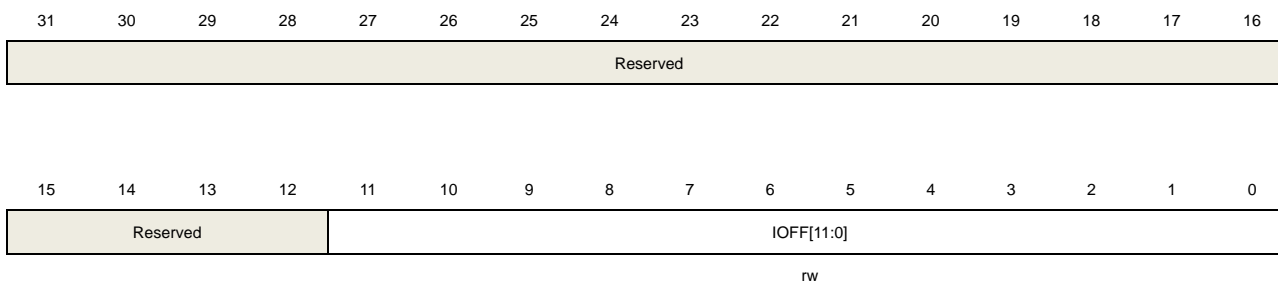 31 30 29 28 27 26 25 24 23 22 21 20 19 18 17 16
Reserved
15 14 13 12 11 10 9 8 7 6 5 4 3 2 1 0
Reserved IOFF[11:0]
rw